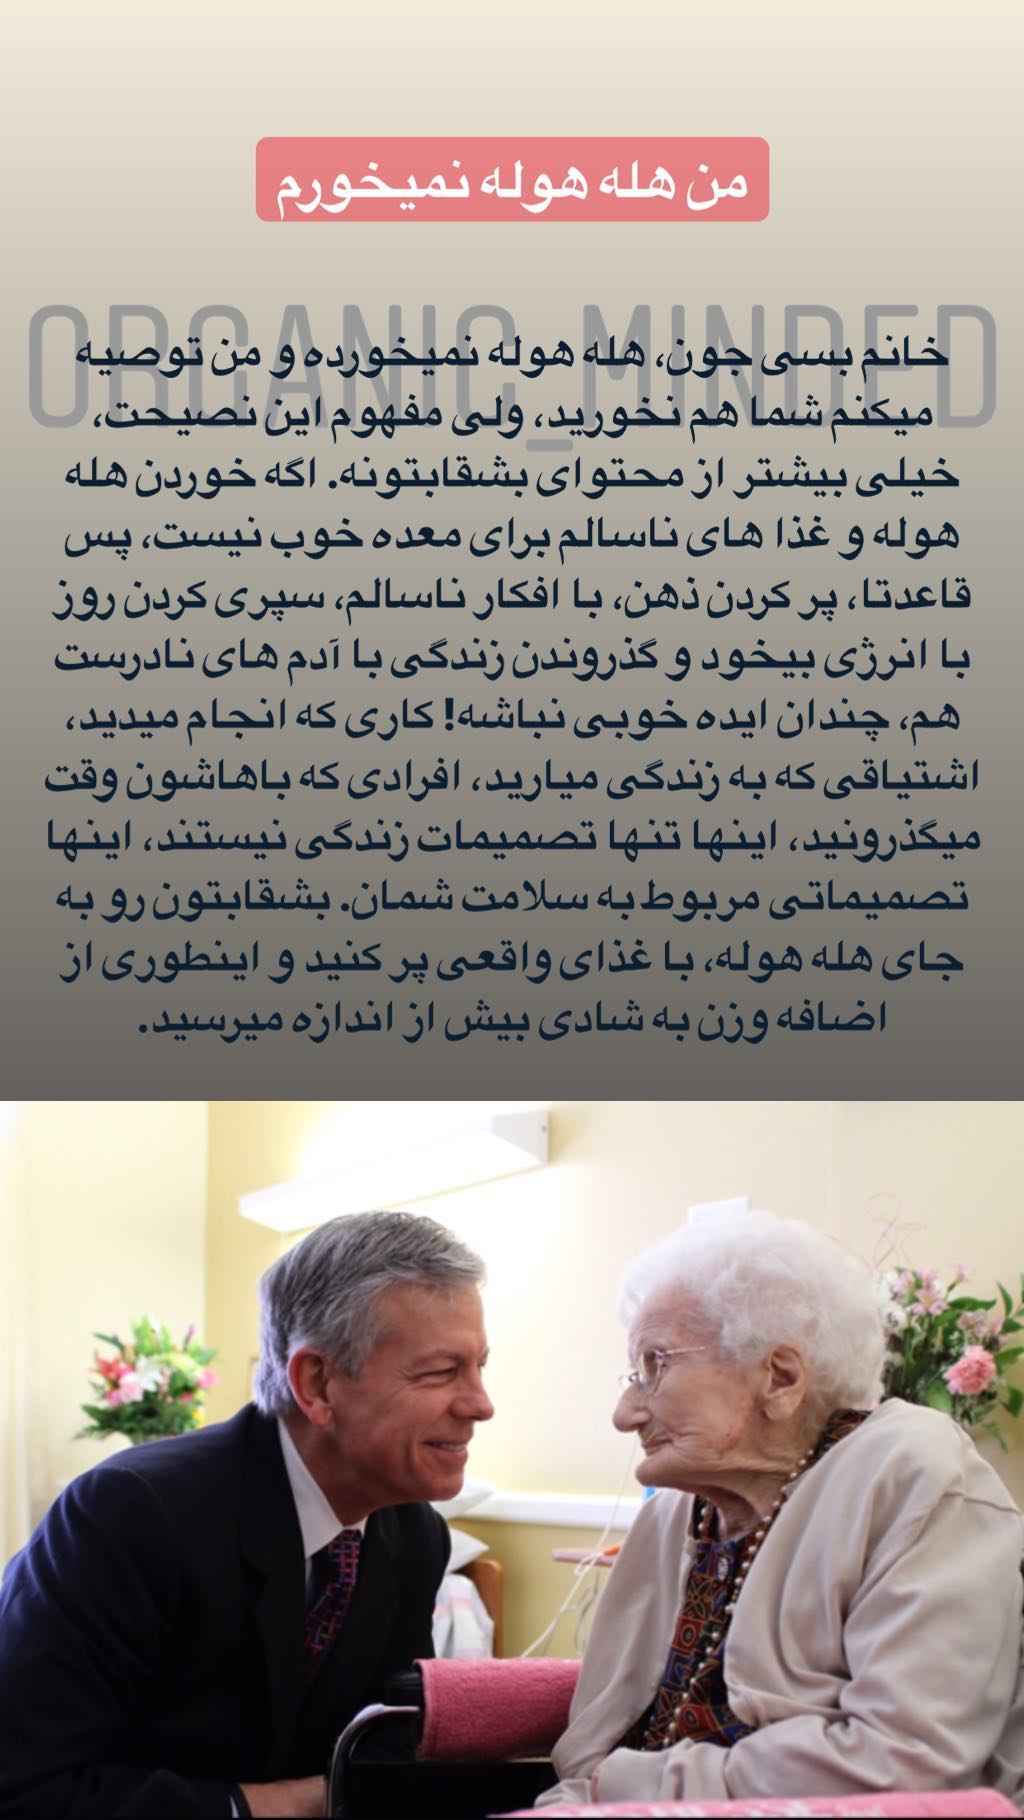 من هله هوله نمیخورم
ORGANIC_MINDED
خانم بسی جون، هله هوله نمیخورده و من توصیه
میکنم شما هم نخورید، ولی مفهوم این نصیحت،
خیلی بیشتر از محتوای بشقابتونه. اگه خوردن هله
هوله و غذا های ناسالم برای معده خوب نیست، پس
قاعدتا، پر کردن ذهن، با افکار ناسالم، سپری کردن روز
با انرژی بیخود و گذروندن زندگی با آدم های نادرست
هم، چندان ایده خوبی نباشه! کاری که انجام میدید،
اشتیاقی که به زندگی میارید، افرادی که باهاشون وقت
میگذرونید، اینها تنها تصمیمات زندگی نیستند، اینها
تصمیماتی مربوط به سلامت شمان. بشقابتون رو به
جای هله هوله، با غذای واقعی پر کنید و اینطوری از
اضافه وزن به شادی بیش از اندازه میرسید.